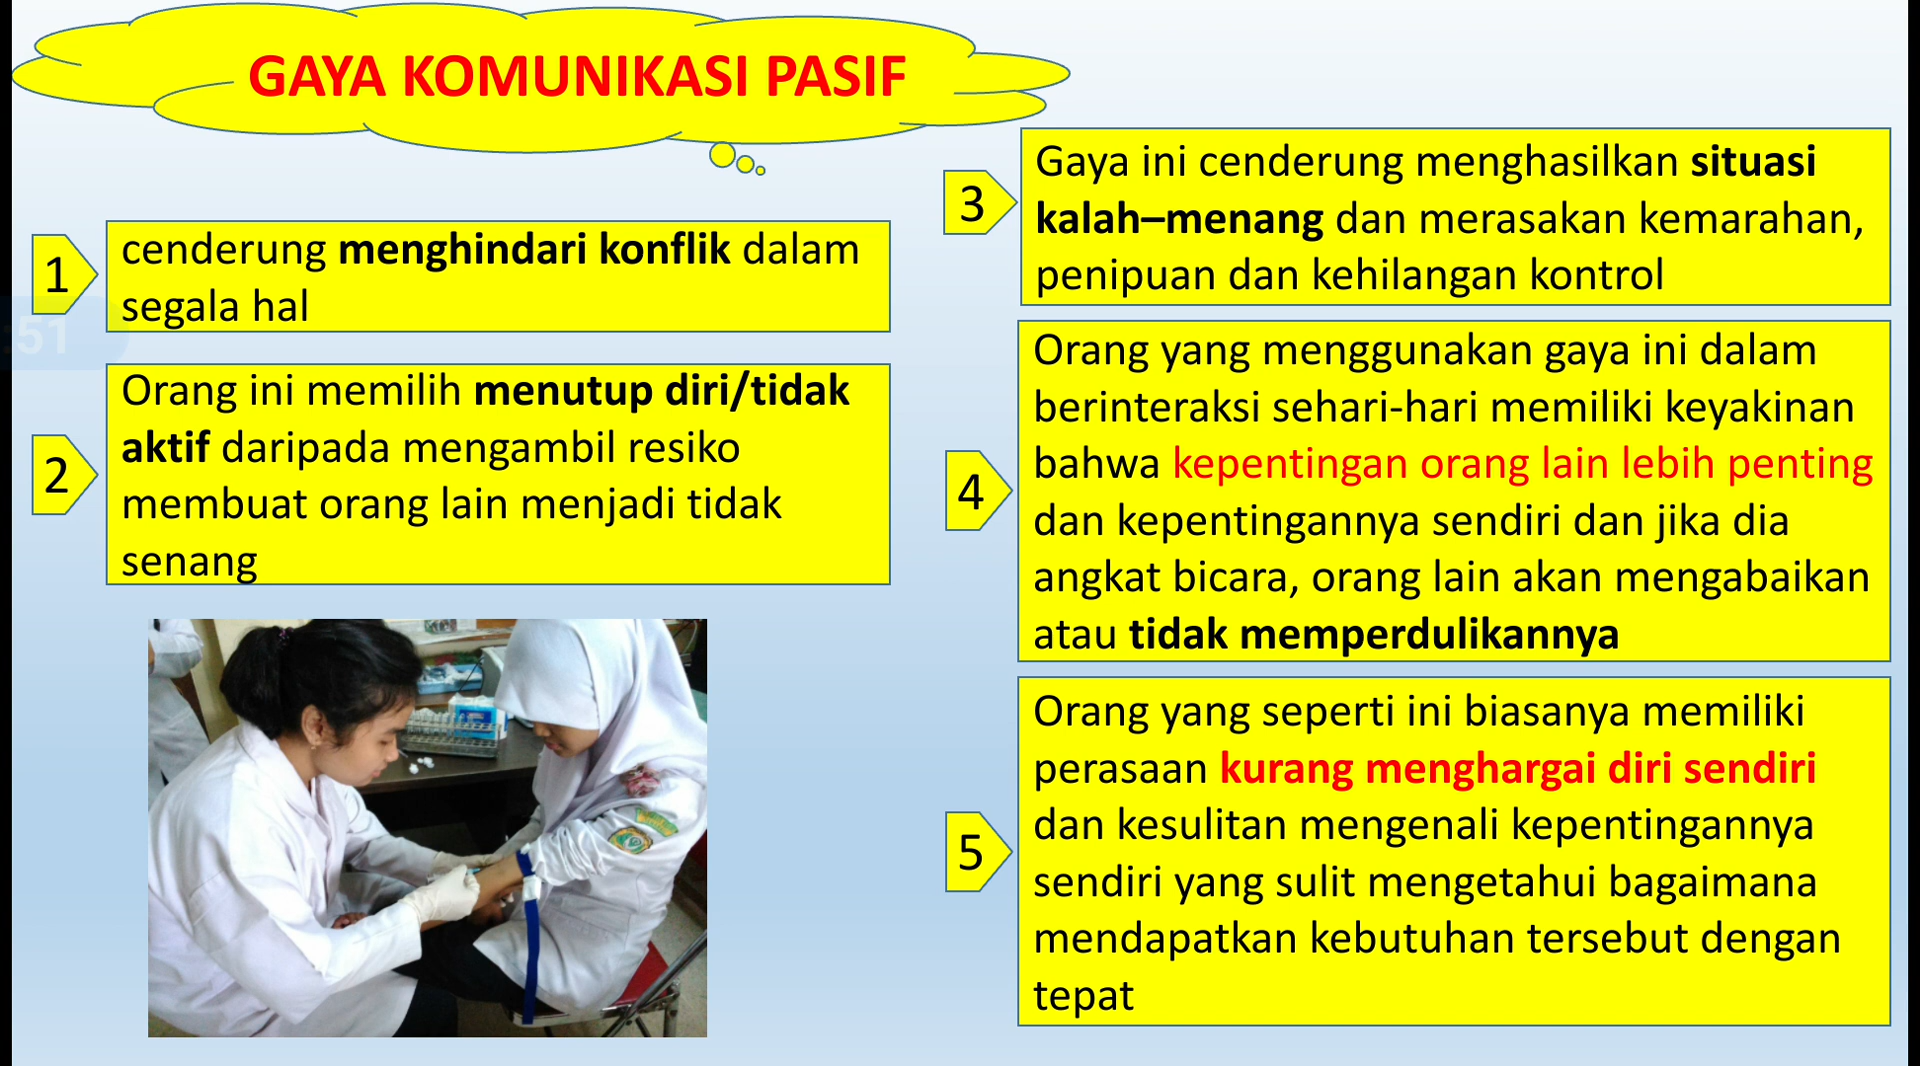 GAYA KOMUNIKASI PASIF
1
cenderung menghindari konflik dalam
segala hal
:51
2
Orang ini memilih menutup diri/tidak
aktif daripada mengambil resiko
membuat orang lain menjadi tidak
senang
3
Gaya ini cenderung menghasilkan situasi
kalah–menang dan merasakan kemarahan,
penipuan dan kehilangan kontrol
4
Orang yang menggunakan gaya ini dalam
berinteraksi sehari-hari memiliki keyakinan
bahwa kepentingan orang lain lebih penting
dan kepentingannya sendiri dan jika dia
angkat bicara, orang lain akan mengabaikan
atau tidak memperdulikannya
5
Orang yang seperti ini biasanya memiliki
perasaan kurang menghargai diri sendiri
dan kesulitan mengenali kepentingannya
sendiri yang sulit mengetahui bagaimana
mendapatkan kebutuhan tersebut dengan
tepat